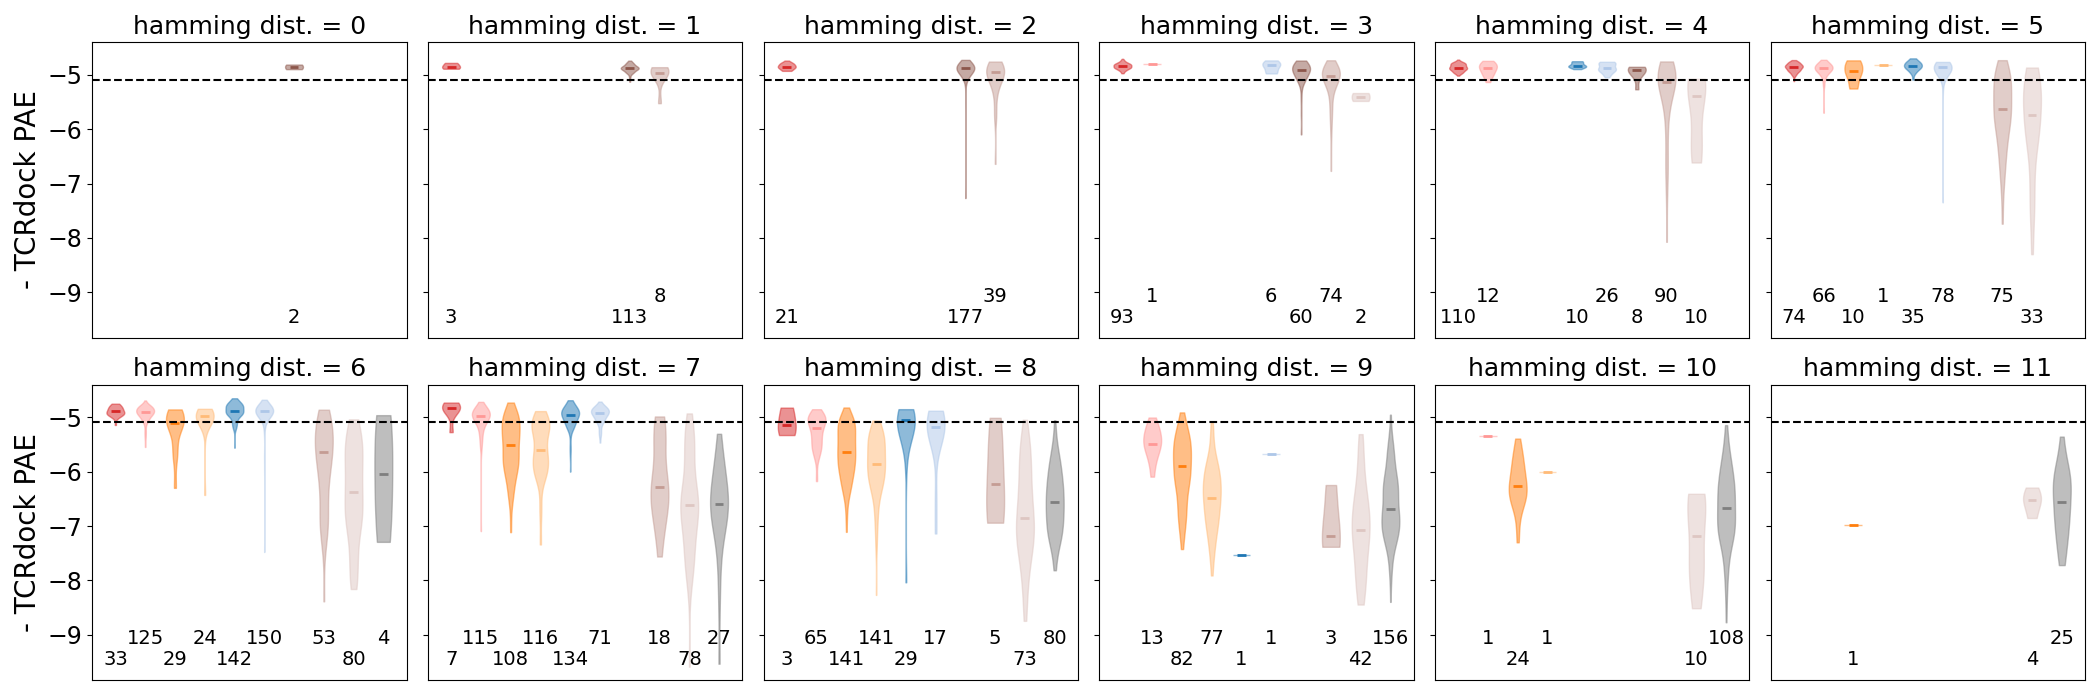 hamming dist. = 0
hamming dist. = 1
hamming dist. = 2
hamming dist. = 3
hamming dist. = 4
hamming dist. = 5
- TCRdock PAE
−5
−6
−7
−8
−9
2
8
3 113
39
21 177
1 6 74
93 60 2
12 26 90
110 10 8 10
66 1 78 75
74 10 35 33
hamming dist. = 6
hamming dist. = 7
hamming dist. = 8
hamming dist. = 9
hamming dist. = 10
hamming dist. = 11
- TCRdock PAE
−5
−6
−7
−8
−9
125 24 150 53 4
33 29 142 80
115 116 71 18 27
7 108 134 78
65 141 17 5 80
3 141 29 73
13 77 1 3 156
82 1 42
1 1 108
24 10
25
1 4